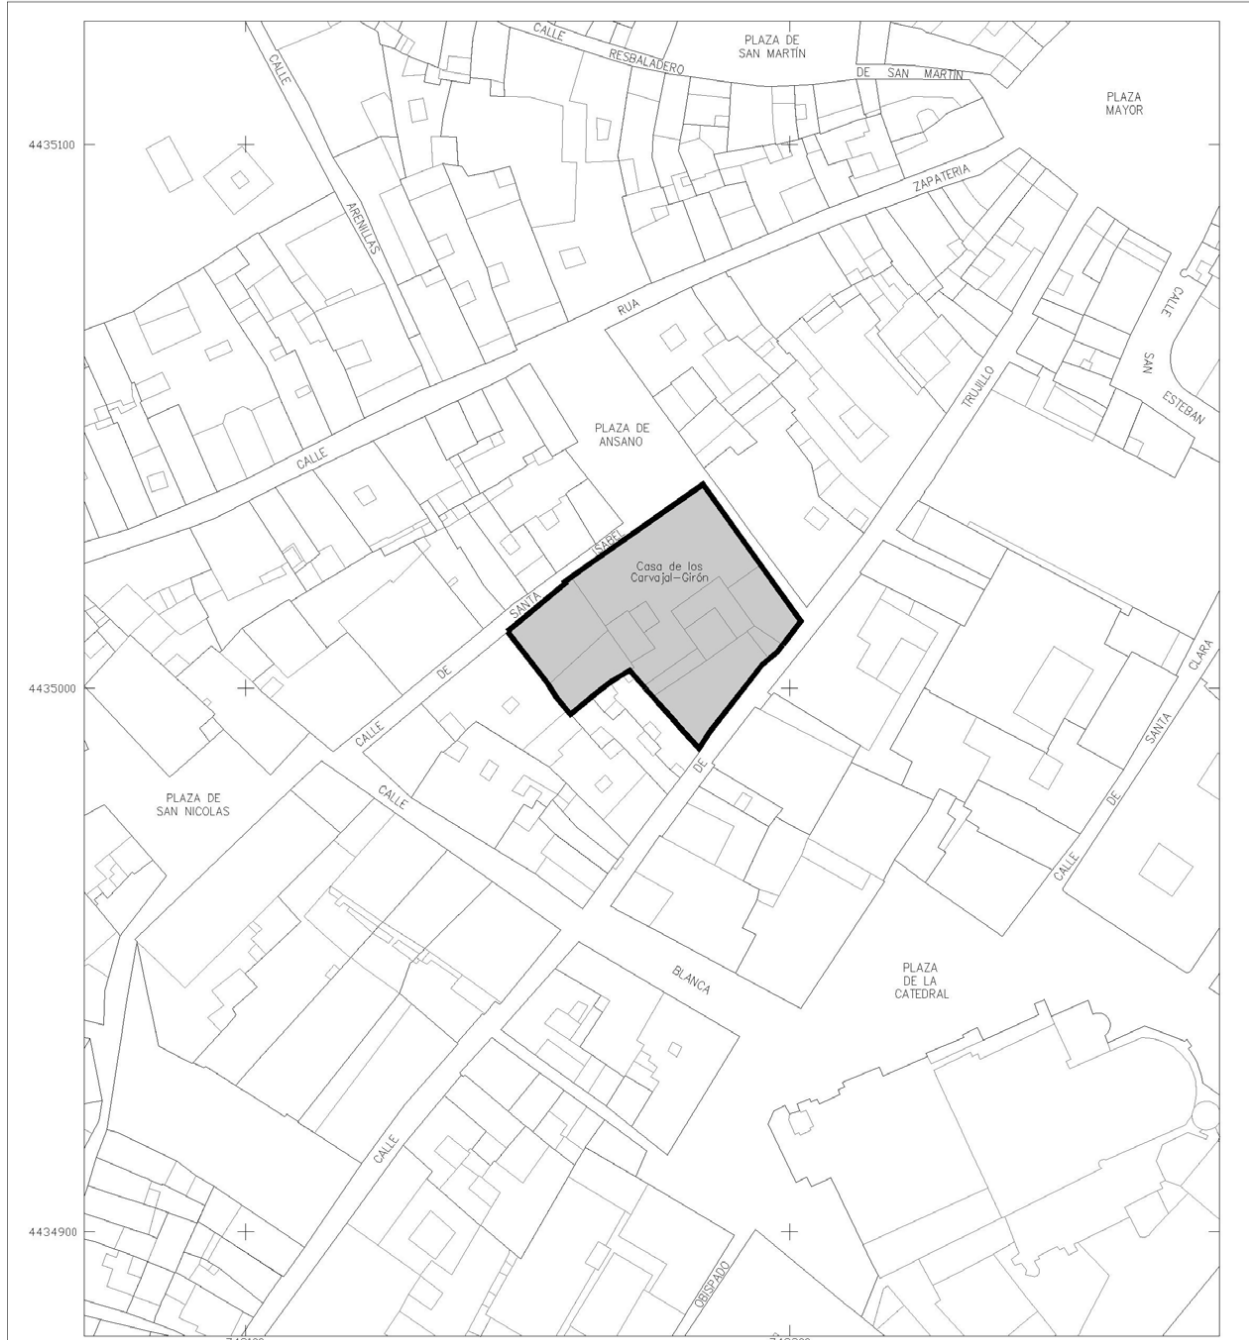 CALLE
RESBALADERO
PLAZA DE
SAN MARTÍN
DE SAN MARTÍN
PLAZA
MAYOR
CALLE
4435100
ZAPATERIA
ARENILLAS
RUA
CALLE
SAN
ESTEBAN
TRUJILLO
PLAZA DE
ANSANO
CALLE
ISABEL
Casa de los
Carvajal-Girón
SANTA
DE
CLARA
4435000
CALLE
SANTA
DE
DE
PLAZA DE
SAN NICOLAS
CALLE
CALLE
BLANCA
PLAZA
DE LA
CATEDRAL
CALLE
4434900
OBISPADO